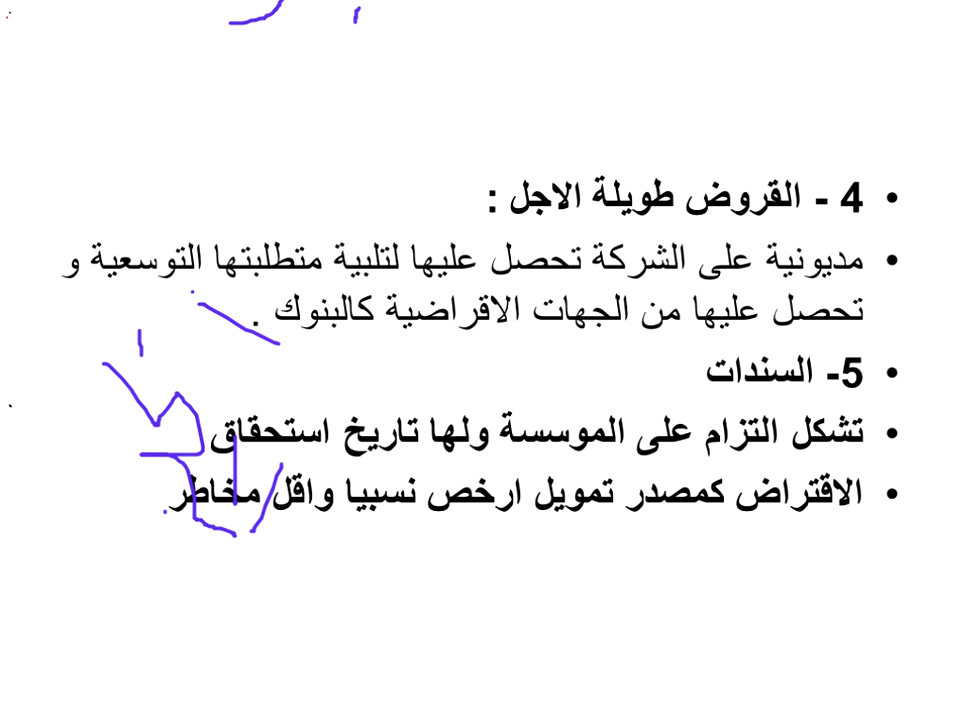 • 4 - القروض طويلة الاجل :
• مديونية على الشركة تحصل عليها لتلبية متطلبتها التوسعية و
تحصل عليها من الجهات الاقراضية كالبنوك .
• 5- السندات
• تشكل التزام على الموسسة ولها تاريخ استحقاق
• الاقتراض كمصدر تمويل ارخص نسبيا واقل مخاطر